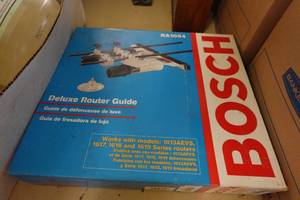 RA1054
BOSCH
Deluxe Router Guide
Guide de défonceuse de luxe
Guía de fresadora de lujo
Works with models: 1613AEVS,
1617, 1618 and 1619 Series routers